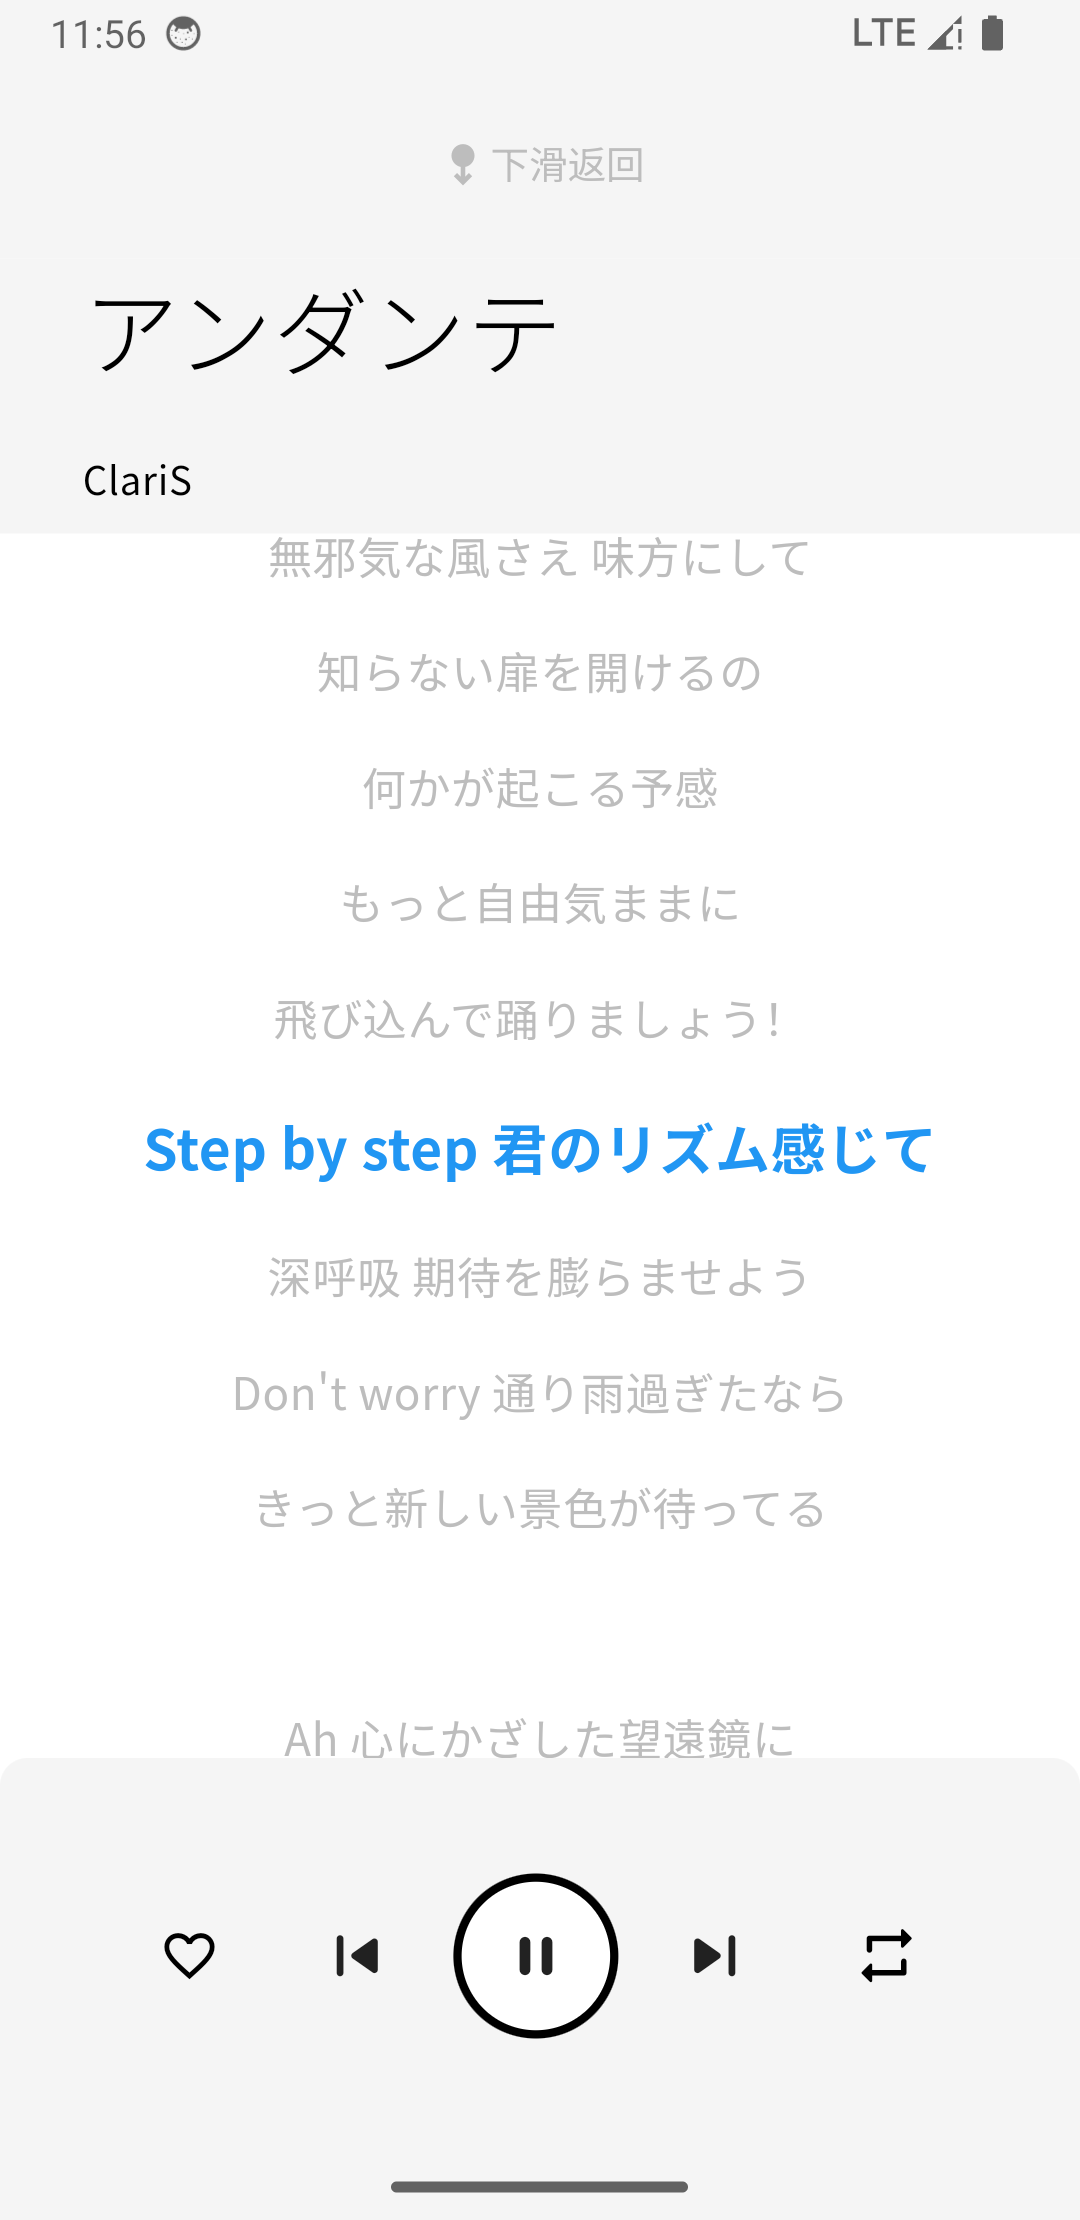 11:56
LTE
下滑返回
アンダンテ
ClariS
無邪気な風さえ 味方にして
知らない扉を開けるの
何かが起こる予感
もっと自由気ままに
飛び込んで踊りましょう！
Step by step 君のリズム感じて
深呼吸 期待を膨らませよう
Don't worry 通り雨過ぎたなら
きっと新しい景色が待ってる
Ah 心にかざした望遠鏡に